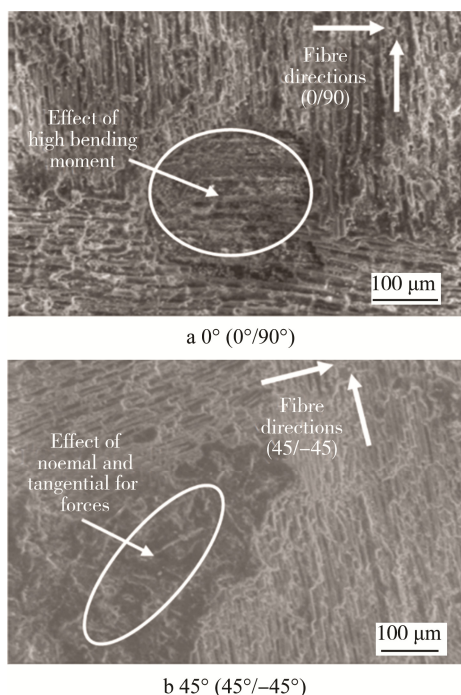 Fibre
directions
(0/90)
Effect of
high bending
moment
100 μm
a 0° (0°/90°)
Fibre
directions
(45/−45)
Effect of
noemal and
tangential for
forces
100 μm
b 45° (45°/−45°)